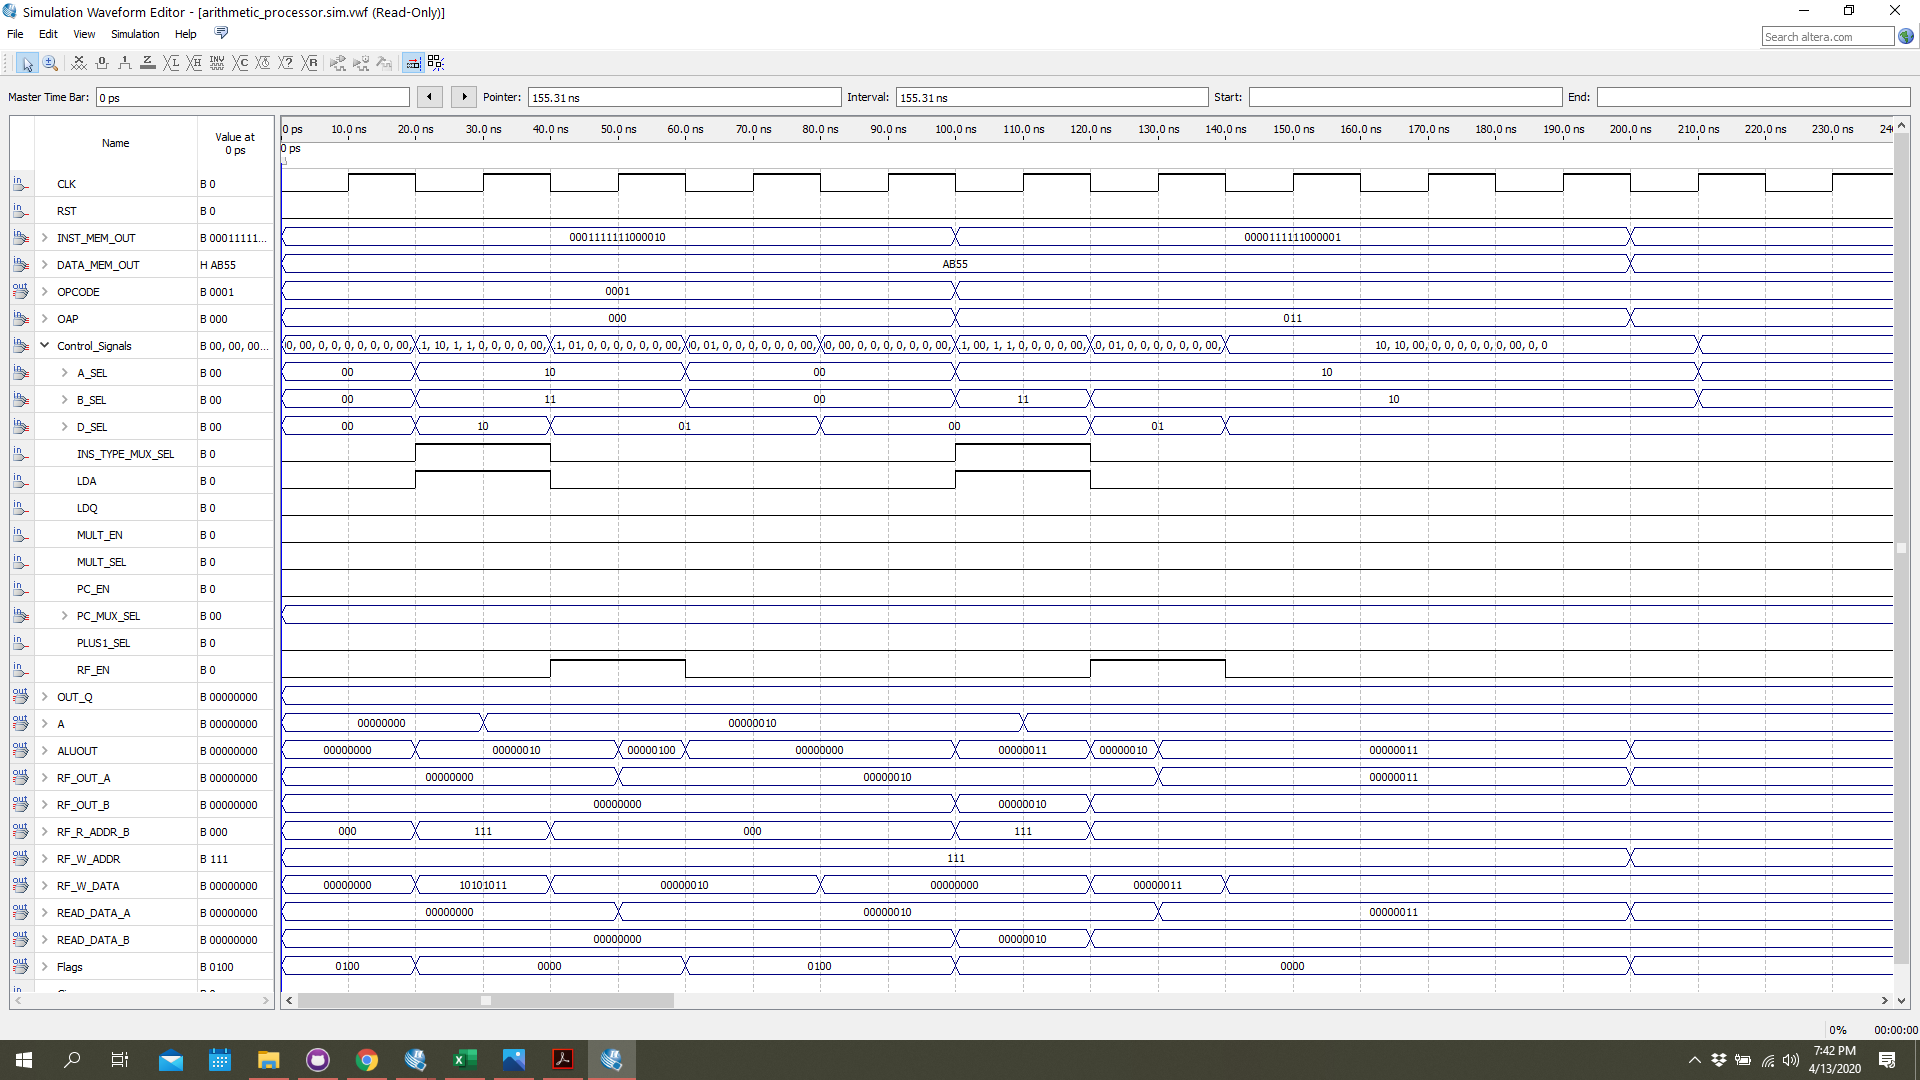 Simulation Waveform Editor - [arithmetic_processor.sim.vwf (Read-Only)]
File Edit View Simulation Help
Search altera.com
Master Time Bar: 0 ps Pointer: 155.31 ns Interval: 155.31 ns Start: End:
Name Value at 0 ps
0 ps 10.0 ns 20.0 ns 30.0 ns 40.0 ns 50.0 ns 60.0 ns 70.0 ns 80.0 ns 90.0 ns 100.0 ns 110.0 ns 120.0 ns 130.0 ns 140.0 ns 150.0 ns 160.0 ns 170.0 ns 180.0 ns 190.0 ns 200.0 ns 210.0 ns 220.0 ns 230.0 ns 240
0 ps
CLK B 0
RST B 0
INST_MEM_OUT B 00011111... 0001111111000010 0000111111000001
DATA_MEM_OUT H AB55 AB55
OPCODE B 0001 0001
OAP B 000 000 011
Control_Signals B 00, 00, 00... 0, 00, 0, 0, 0, 0, 0, 00, 1, 10, 1, 1, 0, 0, 0, 0, 00, 1, 01, 0, 0, 0, 0, 0, 0, 00, 0, 01, 0, 0, 0, 0, 0, 0, 00, 0, 00, 0, 0, 0, 0, 0, 0, 00, 1, 00, 1, 1, 0, 0, 0, 0, 00, 0, 01, 0, 0, 0, 0, 0, 0, 00, 10, 10, 00, 0, 0, 0, 0, 0, 0, 00, 0, 0
A_SEL B 00 00 10 00 10
B_SEL B 00 00 11 00 11 10
D_SEL B 00 00 10 01 00 01
INS_TYPE_MUX_SEL B 0
LDA B 0
LDQ B 0
MULT_EN B 0
MULT_SEL B 0
PC_EN B 0
PC_MUX_SEL B 00
PLUS1_SEL B 0
RF_EN B 0
OUT_Q B 00000000
A B 00000000 00000000 00000010
ALUOUT B 00000000 00000000 00000010 00000100 00000000 00000011 00000010 00000011
RF_OUT_A B 00000000 00000000 00000010 00000011
RF_OUT_B B 00000000 00000000 00000010
RF_R_ADDR_B B 000 000 111 000 111
RF_W_ADDR B 111 111
RF_W_DATA B 00000000 00000000 10101011 00000010 00000000 00000011
READ_DATA_A B 00000000 00000000 00000010 00000011
READ_DATA_B B 00000000 00000000 00000010
Flags B 0100 0100 0000 0100 0000
0% 00:00:00
7:42 PM
4/13/2020